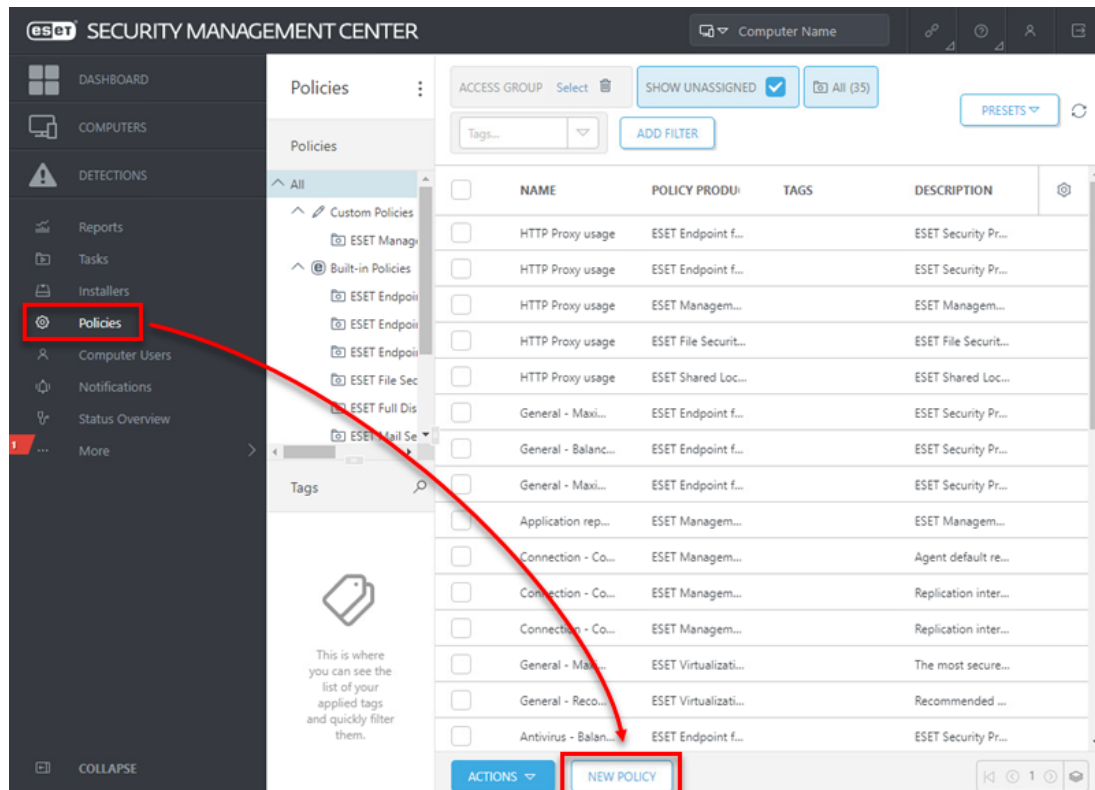 eset SECURITY MANAGEMENT CENTER
Computer Name
DASHBOARD
COMPUTERS
DETECTIONS
Reports
Tasks
Installers
Policies
Computer Users
Notifications
Status Overview
1
More
COLLAPSE
Policies
Policies
All
Custom Policies
ESET Manag
Built-in Policies
ESET Endpoi
ESET Endpoi
ESET Endpoi
ESET File Sec
ESET Full Dis
ESET Mail Se
Tags
This is where
you can see the
list of your
applied tags
and quickly filter
them.
ACCESS GROUP Select
SHOW UNASSIGNED
All (35)
PRESETS
Tags...
ADD FILTER
NAME POLICY PRODU TAGS DESCRIPTION
HTTP Proxy usage ESET Endpoint f... ESET Security Pr...
HTTP Proxy usage ESET Endpoint f... ESET Security Pr...
HTTP Proxy usage ESET Managem... ESET Managem...
HTTP Proxy usage ESET File Securit... ESET File Securit...
HTTP Proxy usage ESET Shared Loc... ESET Shared Loc...
General - Maxi... ESET Endpoint f... ESET Security Pr...
General - Balanc... ESET Endpoint f... ESET Security Pr...
General - Maxi... ESET Endpoint f... ESET Security Pr...
Application rep... ESET Managem... ESET Managem...
Connection - Co... ESET Managem... Agent default re...
Connection - Co... ESET Managem... Replication inter...
Connection - Co... ESET Managem... Replication inter...
General - Maxi... ESET Virtualizati... The most secure...
General - Reco... ESET Virtualizati... Recommended ...
Antivirus - Balan... ESET Endpoint f... ESET Security Pr...
ACTIONS
NEW POLICY
1